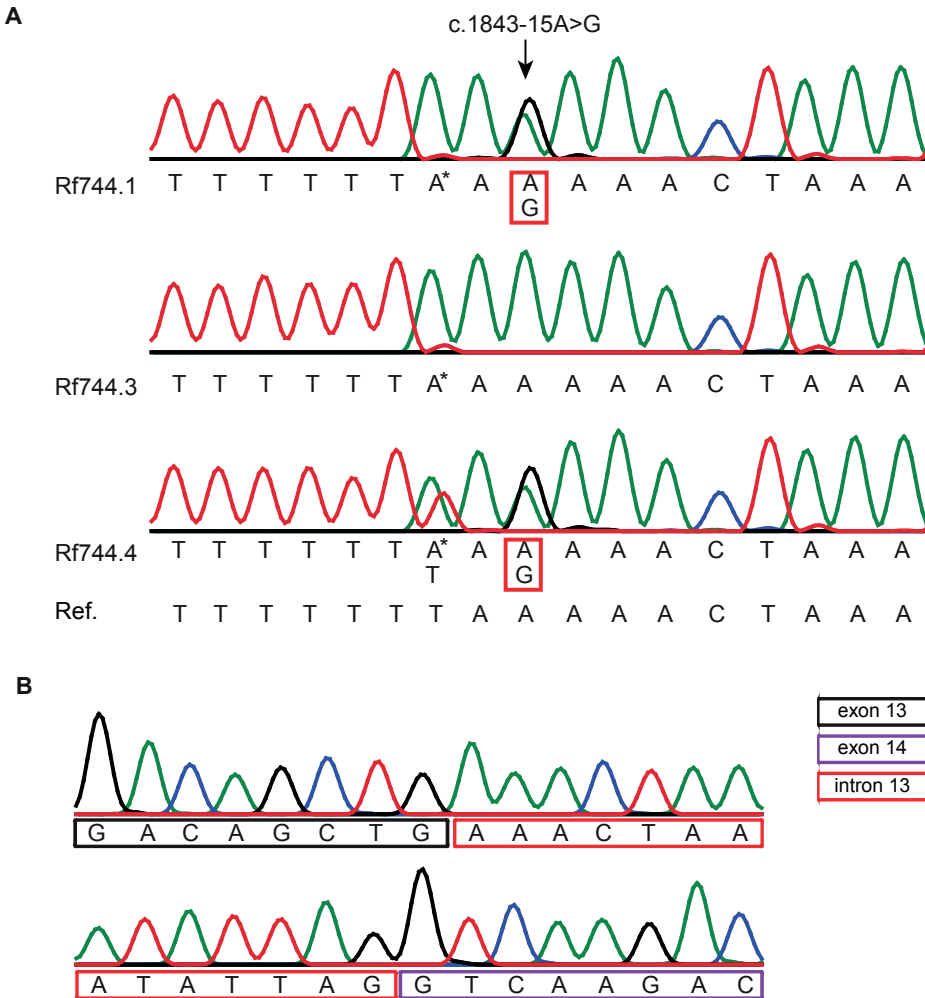 A
c.1843-15A>G
Rf744.1 T T T T T T A* A A A A A C T A A A
G
Rf744.3 T T T T T T A* A A A A A C T A A A
Rf744.4 T T T T T T A* A A A A A C T A A A
T G
Ref. T T T T T T T A A A A A C T A A A
B
exon 13
exon 14
intron 13
G A C A G C T G A A A C T A A
A T A T T A G G T C A A G A C